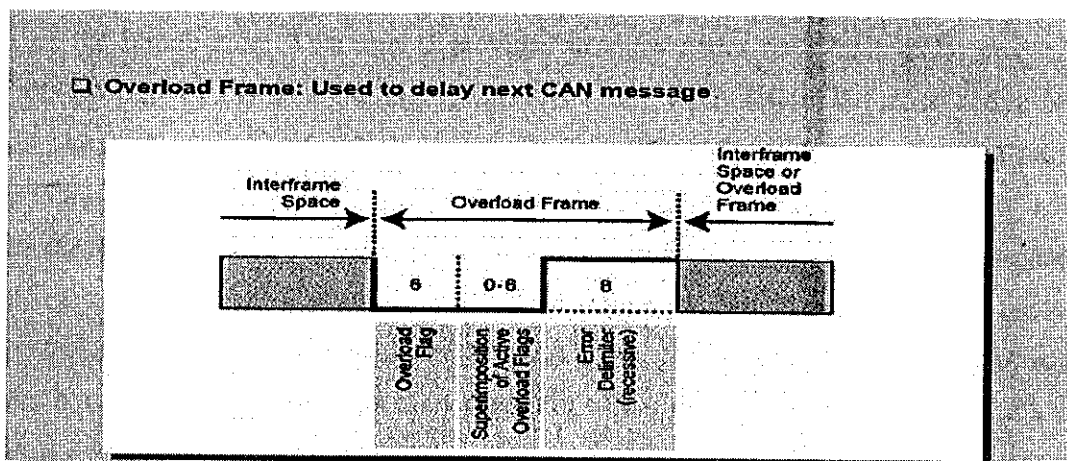 ❑ Overload Frame: Used to delay next CAN message.
Interframe
Space
Overload Frame
Interframe
Space or
Overload
Frame
6
0-6
8
Overload
Flag
Superimposition
of Active
Overload Flags
Error
Delimiter
(recessive)